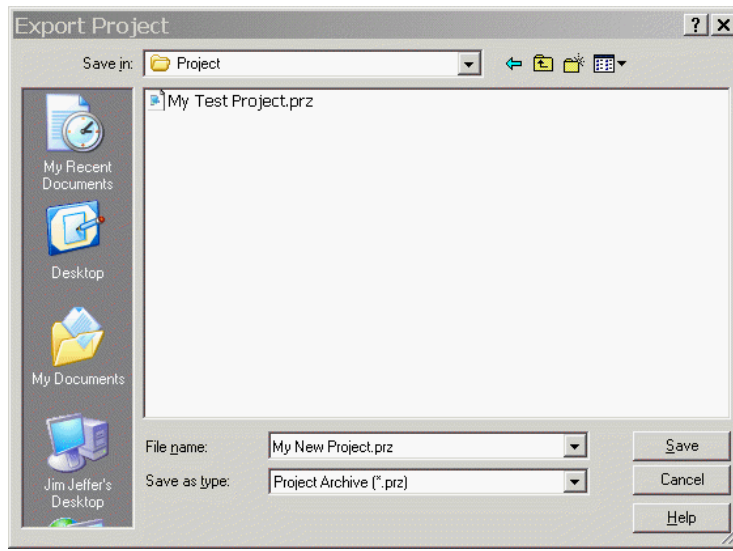 Export Project
Save in:
Project
My Test Project.prz
My Recent
Documents
Desktop
My Documents
Jim Jeffer's
Desktop
File name:
My New Project.prz
Save
Save as type:
Project Archive (*.prz)
Cancel
Help